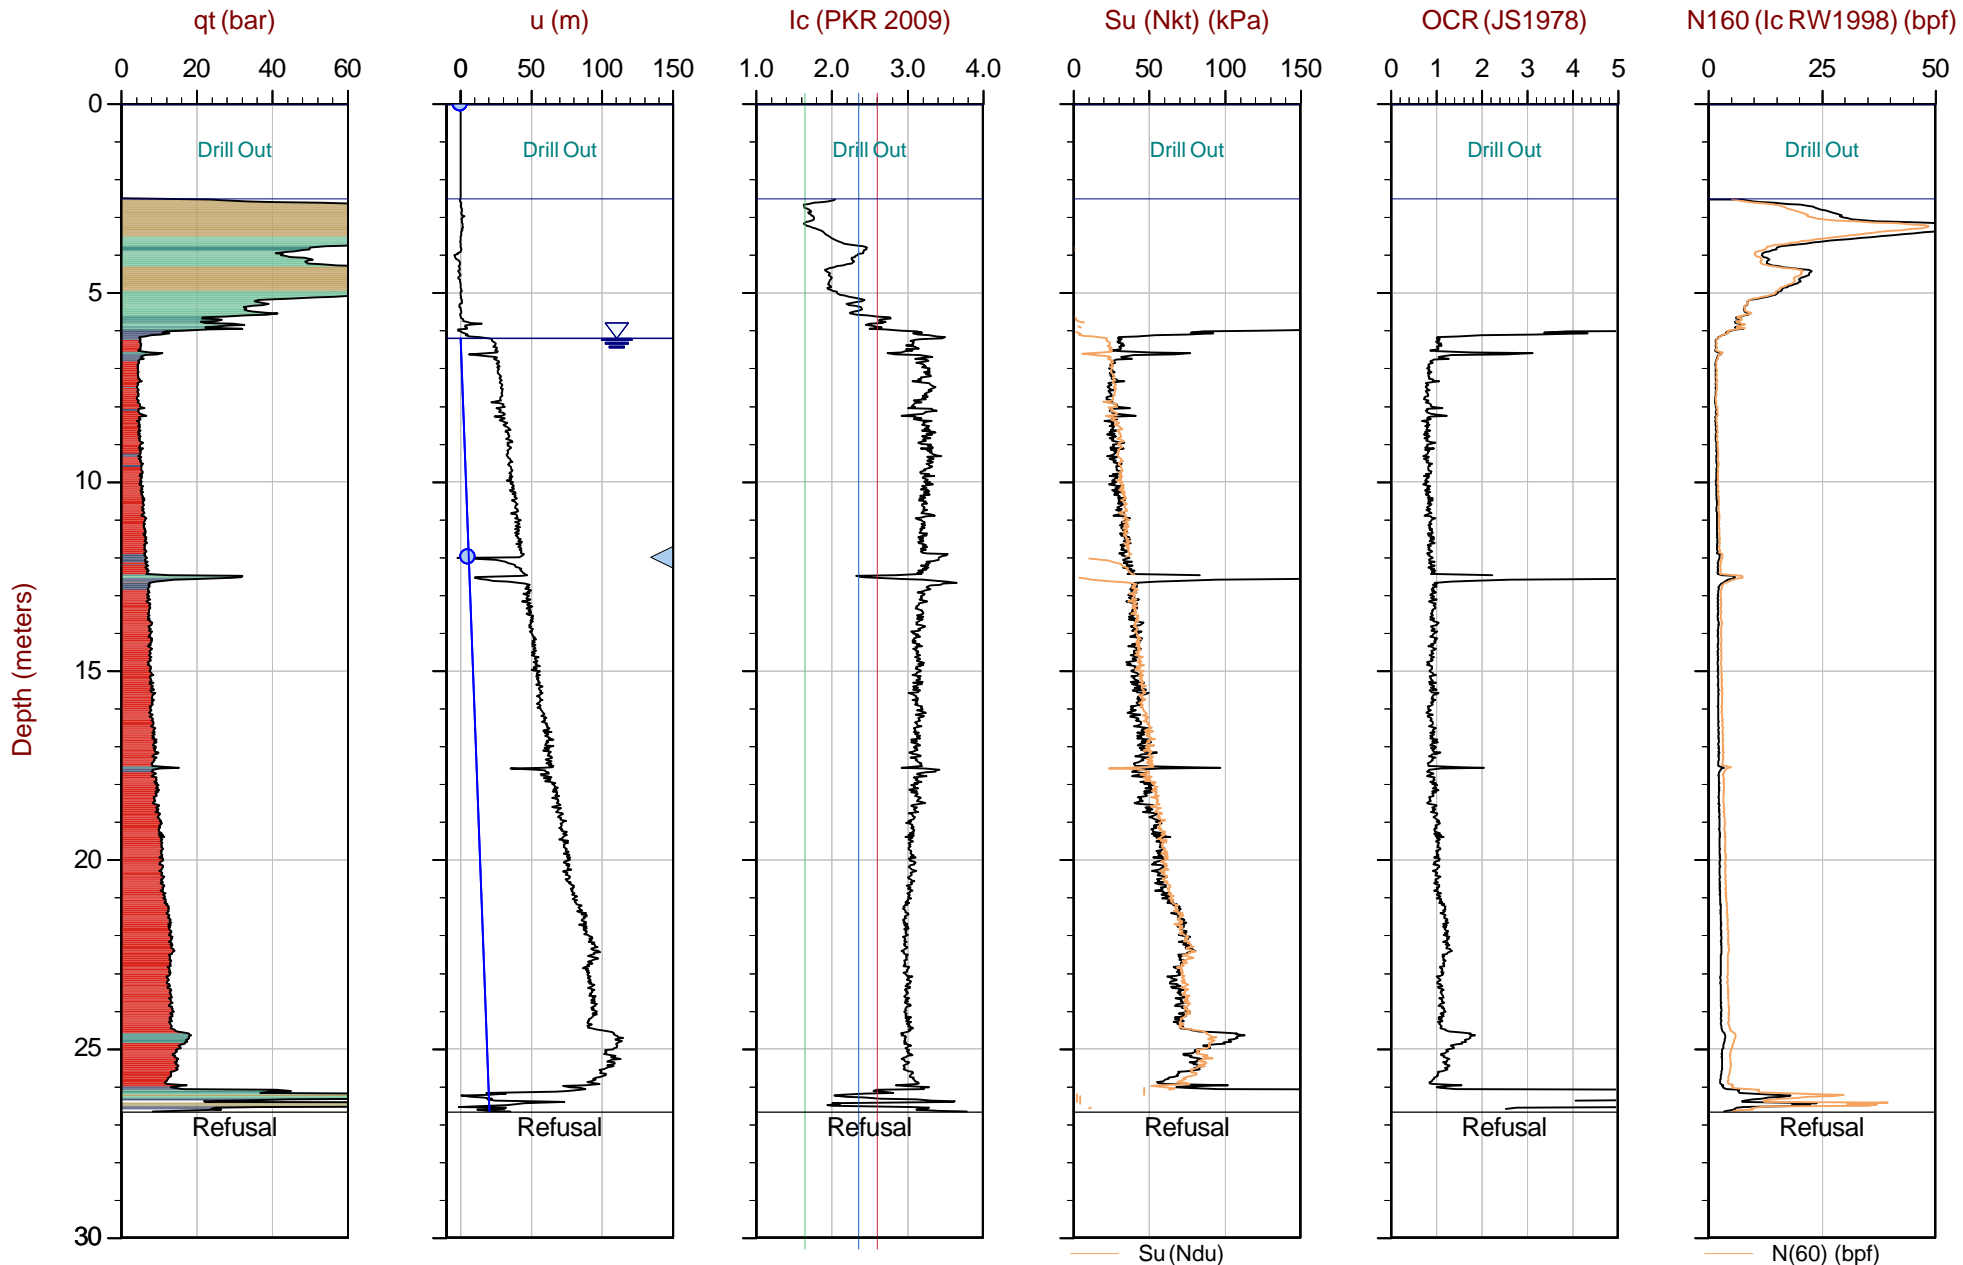 qt (bar) u (m) Ic (PKR 2009) Su (Nkt) (kPa) OCR (JS1978) N160 (Ic RW1998) (bpf)
0 20 40 60 0 50 100 150 1.0 2.0 3.0 4.0 0 50 100 150 0 1 2 3 4 5 0 25 50
0
Drill Out Drill Out Drill Out Drill Out Drill Out Drill Out
5
10
15
20
25
30
Depth (meters)
Refusal Refusal Refusal Refusal Refusal Refusal
Su (Ndu) N(60) (bpf)